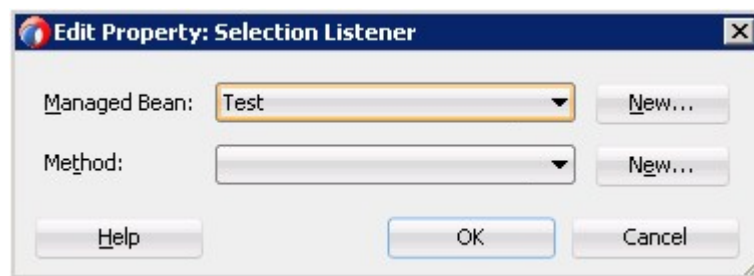 Edit Property: Selection Listener
Managed Bean: Test New...
Method: New...
Help OK Cancel